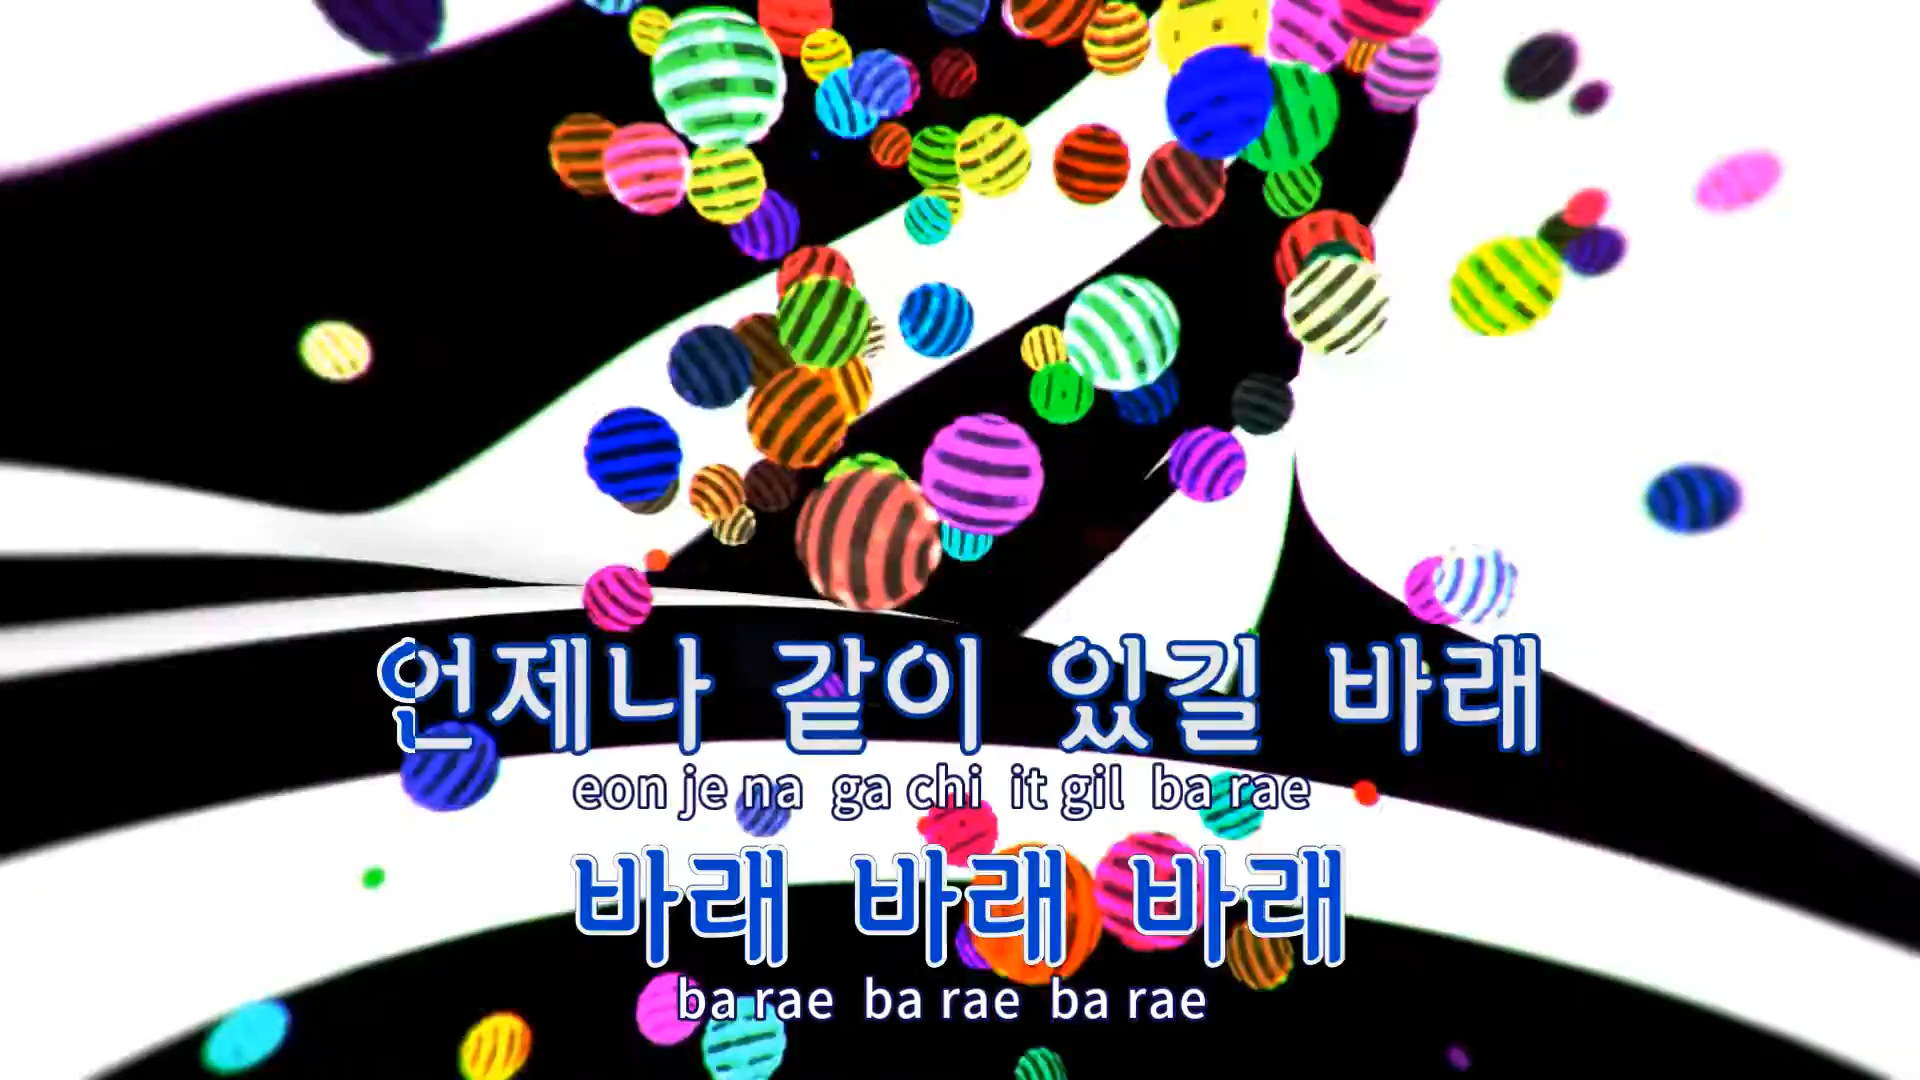 언제나 같이 있길 바래
eon je na ga chi it gil ba rae
바래 바래 바래
ba rae ba rae ba rae